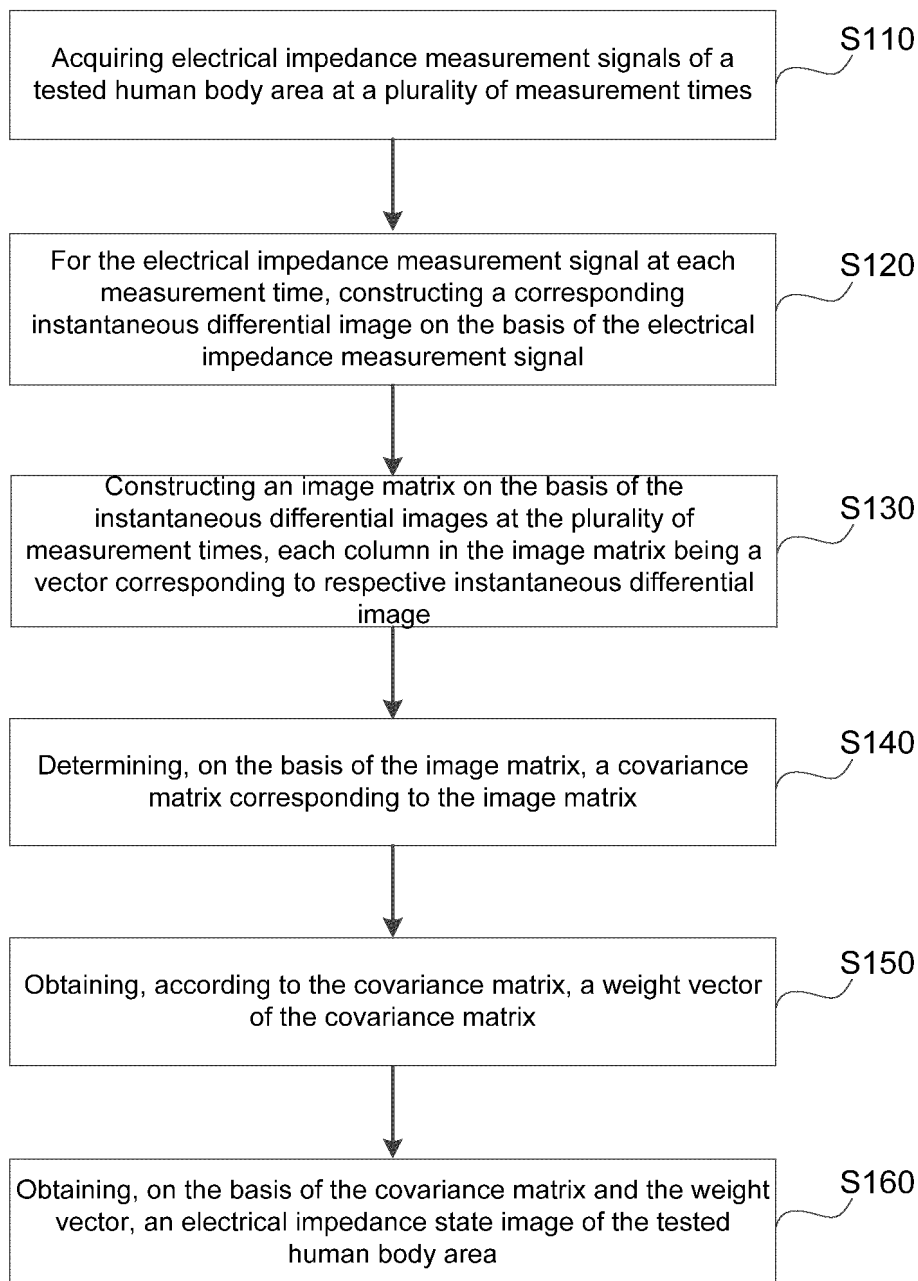 Acquiring electrical impedance measurement signals of a
tested human body area at a plurality of measurement times
S110
For the electrical impedance measurement signal at each
measurement time, constructing a corresponding
instantaneous differential image on the basis of the electrical
impedance measurement signal
S120
Constructing an image matrix on the basis of the
instantaneous differential images at the plurality of
measurement times, each column in the image matrix being a
vector corresponding to respective instantaneous differential
image
S130
Determining, on the basis of the image matrix, a covariance
matrix corresponding to the image matrix
S140
Obtaining, according to the covariance matrix, a weight vector
of the covariance matrix
S150
Obtaining, on the basis of the covariance matrix and the weight
vector, an electrical impedance state image of the tested
human body area
S160